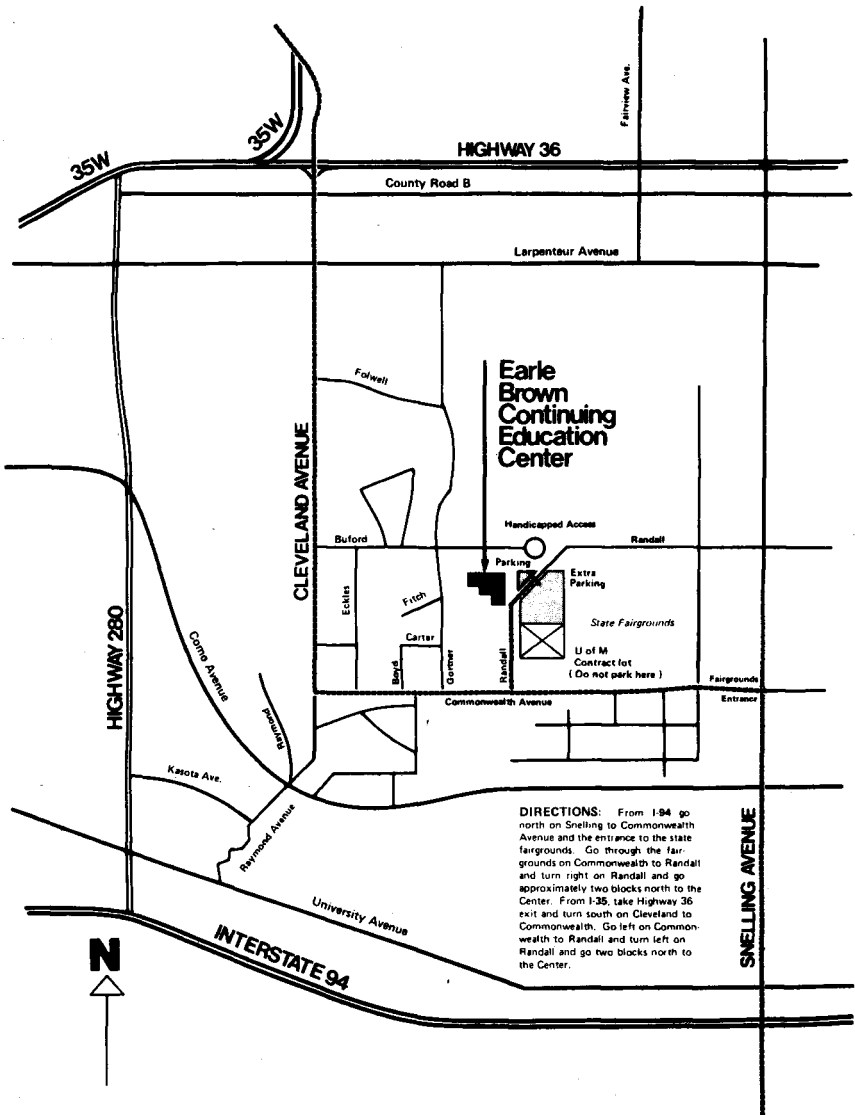 Fairview Ave.
35W
35W
HIGHWAY 36
County Road B
Larpenteur Avenue
Folwell
Earle
Brown
Continuing
Education
Center
CLEVELAND AVENUE
Handicapped Access
Buford
Randall
Parking
Extra
Parking
Eckles
Fitch
State Fairgrounds
Carter
Boyd
Gortner
Randall
U of M
Contract lot
( Do not park here )
HIGHWAY 280
Como Avenue
Raymond
Commonwealth Avenue
Fairgrounds
Entrance
Kasota Ave.
Raymond Avenue
University Avenue
INTERSTATE 94
SNELLING AVENUE
DIRECTIONS: From I-94 go
north on Snelling to Commonwealth
Avenue and the entrance to the state
fairgrounds. Go through the fair-
grounds on Commonwealth to Randall
and turn right on Randall and go
approximately two blocks north to the
Center. From I-35, take Highway 36
exit and turn south on Cleveland to
Commonwealth. Go left on Common-
wealth to Randall and turn left on
Randall and go two blocks north to
the Center.
N